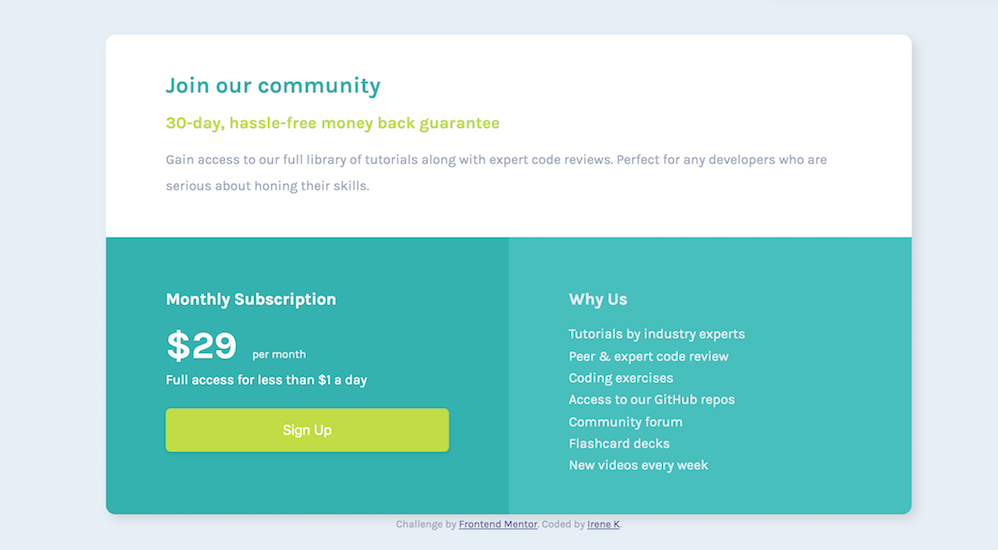 Join our community
30-day, hassle-free money back guarantee
Gain access to our full library of tutorials along with expert code reviews. Perfect for any developers who are
serious about honing their skills.
Monthly Subscription
$29 per month
Full access for less than $1 a day
Sign Up
Why Us
Tutorials by industry experts
Peer & expert code review
Coding exercises
Access to our GitHub repos
Community forum
Flashcard decks
New videos every week
Challenge by Frontend Mentor. Coded by Irene K.